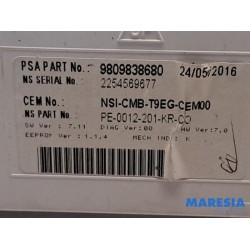 PSA PART No.: 9809838680 24/05/2016
NS SERIAL No.: 2254569677
CEM No.: NSI-CMB-T9EG-CEM00
NS PART No.: PE-0012-201-KR-CO
SW Ver : 7.11 DIAG Ver:00 HW Ver:7.0
EEPROM Ver : 1.1.4 MECH IND : K
MARESIA